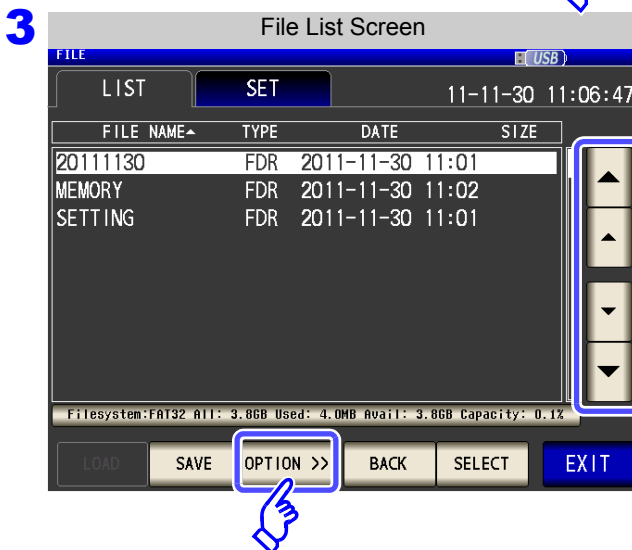 3
File List Screen
FILE USB
LIST SET 11-11-30 11:06:47
FILE NAME TYPE DATE SIZE
20111130 FDR 2011-11-30 11:01
MEMORY FDR 2011-11-30 11:02
SETTING FDR 2011-11-30 11:01
Filesystem:FAT32 All: 3.8GB Used: 4.0MB Avail: 3.8GB Capacity: 0.1%
LOAD SAVE OPTION >> BACK SELECT EXIT